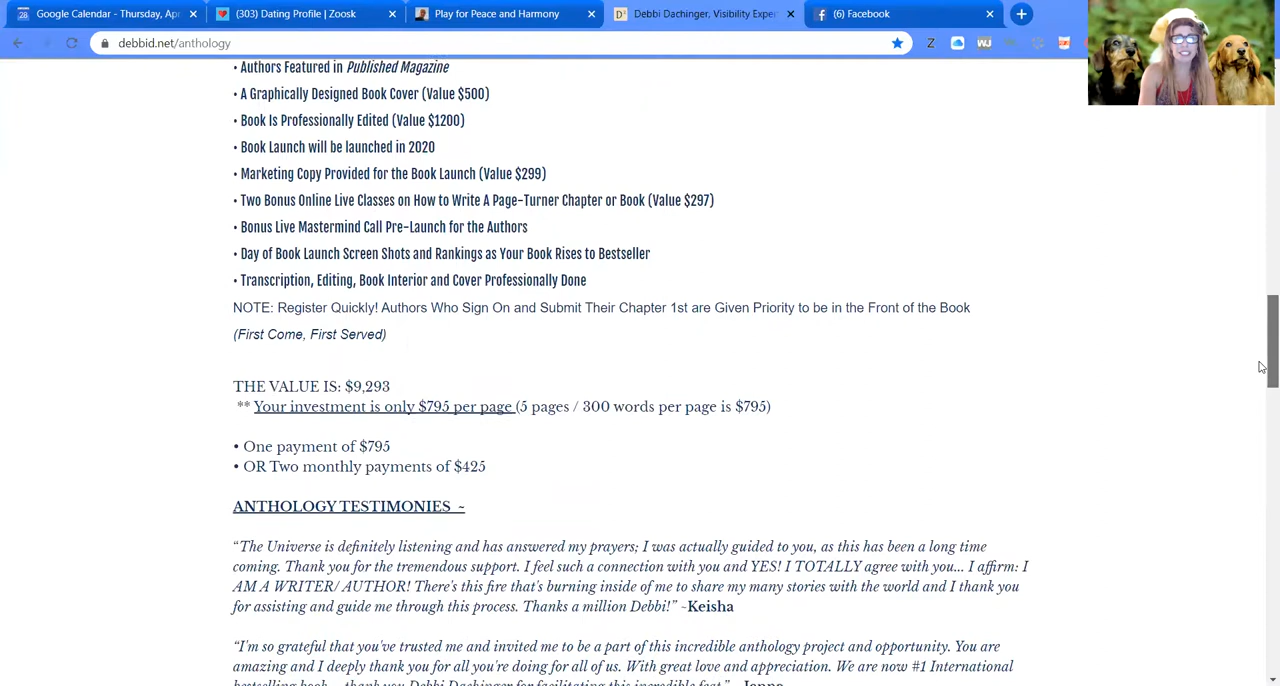 Google Calendar - Thursday, Apr
(303) Dating Profile | Zoosk
Play for Peace and Harmony
Debbi Dachinger, Visibility Exper
(6) Facebook
debbid.net/anthology
• Authors Featured in Published Magazine
• A Graphically Designed Book Cover (Value $500)
• Book Is Professionally Edited (Value $1200)
• Book Launch will be launched in 2020
• Marketing Copy Provided for the Book Launch (Value $299)
• Two Bonus Online Live Classes on How to Write A Page-Turner Chapter or Book (Value $297)
• Bonus Live Mastermind Call Pre-Launch for the Authors
• Day of Book Launch Screen Shots and Rankings as Your Book Rises to Bestseller
• Transcription, Editing, Book Interior and Cover Professionally Done
NOTE: Register Quickly! Authors Who Sign On and Submit Their Chapter 1st are Given Priority to be in the Front of the Book
(First Come, First Served)
THE VALUE IS: $9,293
** Your investment is only $795 per page (5 pages / 300 words per page is $795)
• One payment of $795
• OR Two monthly payments of $425
ANTHOLOGY TESTIMONIES ~
“The Universe is definitely listening and has answered my prayers; I was actually guided to you, as this has been a long time
coming. Thank you for the tremendous support. I feel such a connection with you and YES! I TOTALLY agree with you... I affirm: I
AM A WRITER/ AUTHOR! There's this fire that's burning inside of me to share my many stories with the world and I thank you
for assisting and guide me through this process. Thanks a million Debbi!” ~Keisha
“I'm so grateful that you've trusted me and invited me to be a part of this incredible anthology project and opportunity. You are
amazing and I deeply thank you for all you're doing for all of us. With great love and appreciation. We are now #1 International
bestselling book... thank you Debbi Dachinger for facilitating this incredible feat.”